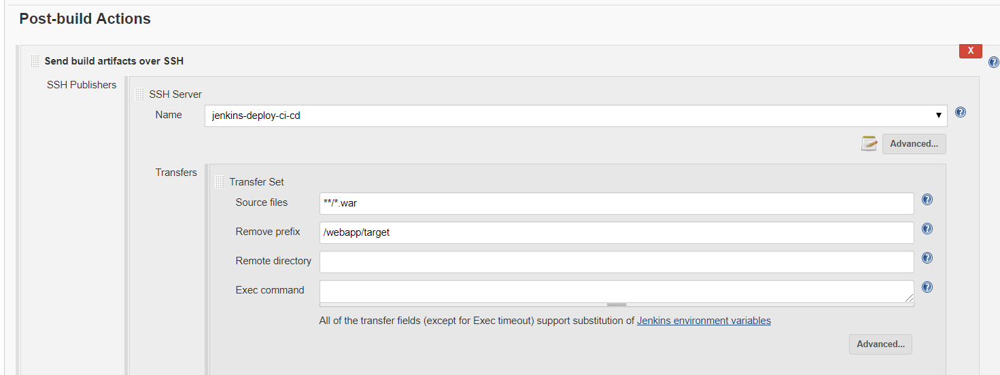 Post-build Actions
X
Send build artifacts over SSH
SSH Publishers
SSH Server
Name
jenkins-deploy-ci-cd
Advanced...
Transfers
Transfer Set
Source files
**/*.war
Remove prefix
/webapp/target
Remote directory
Exec command
All of the transfer fields (except for Exec timeout) support substitution of Jenkins environment variables
Advanced...